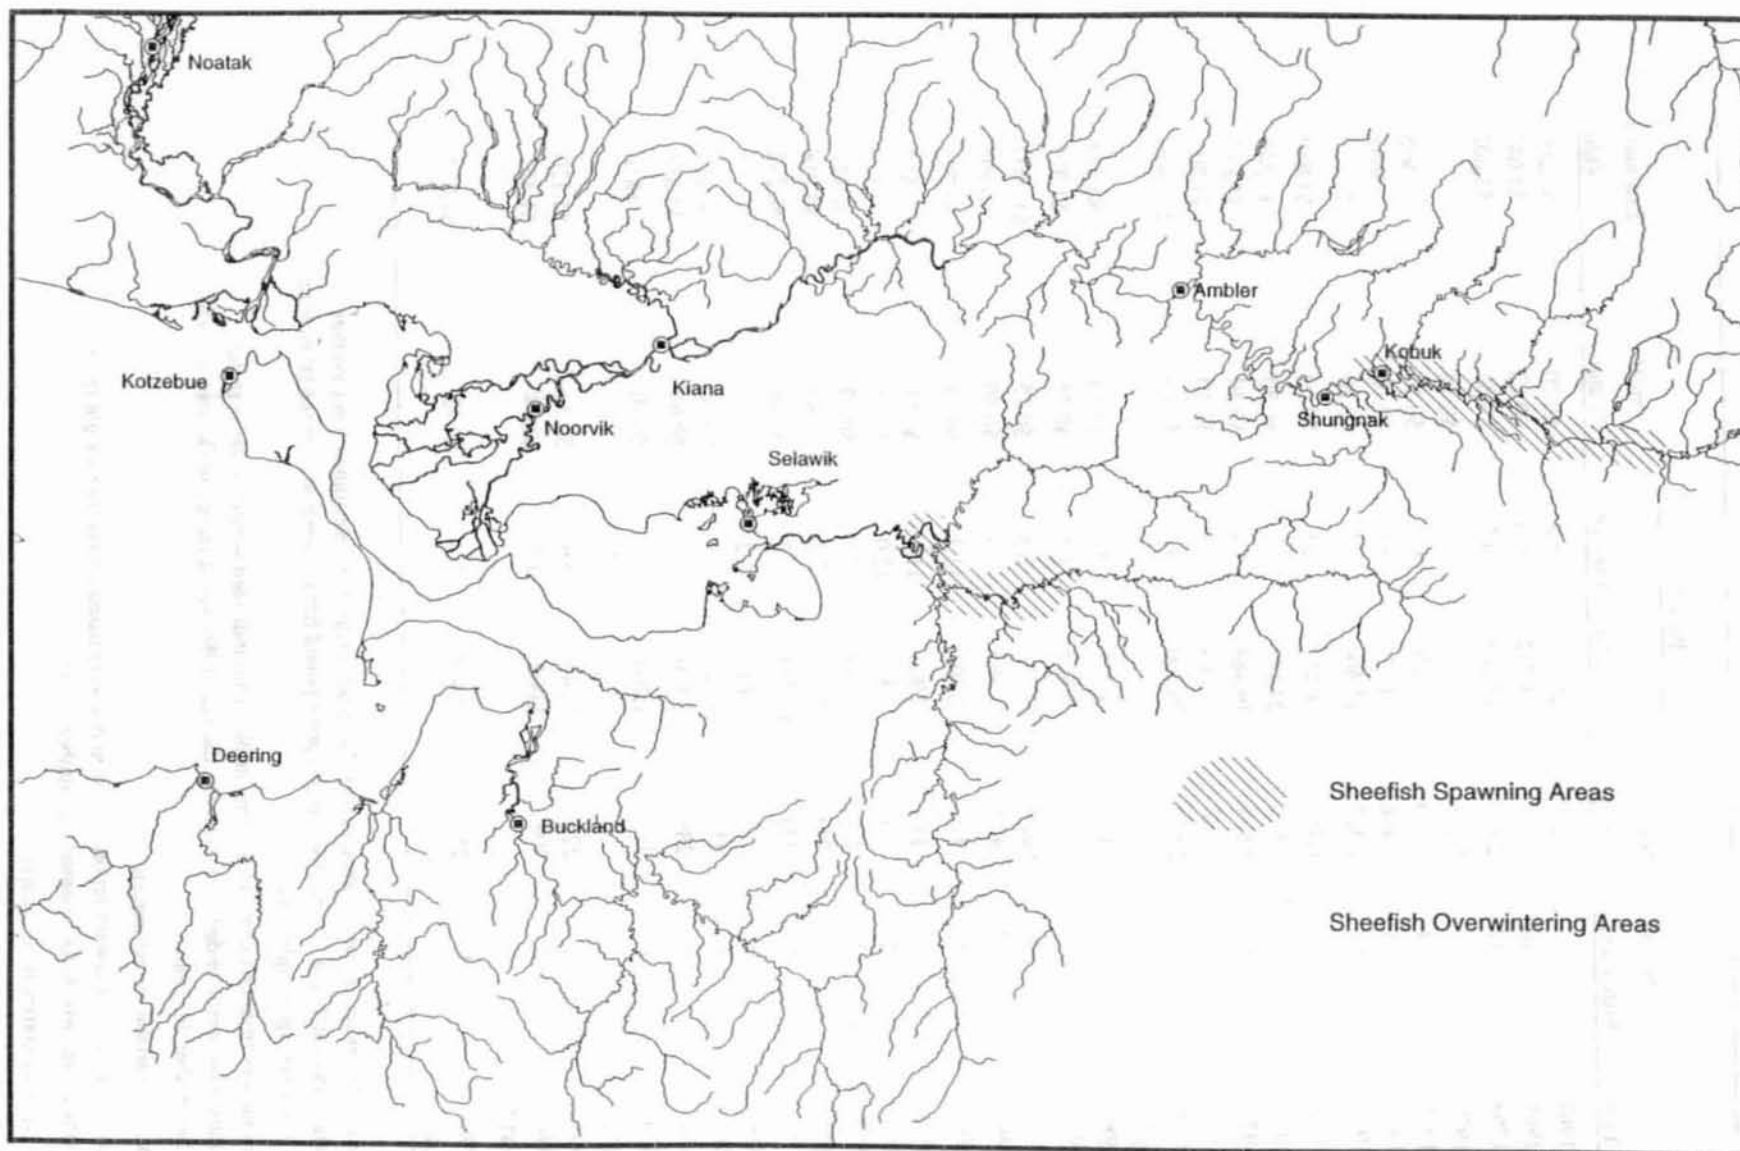 Noatak
Ambler
Kobuk
Kotzebue
Kiana
Shungnak
Noorvik
Selawik
Deering
Sheefish Spawning Areas
Buckland
Sheefish Overwintering Areas